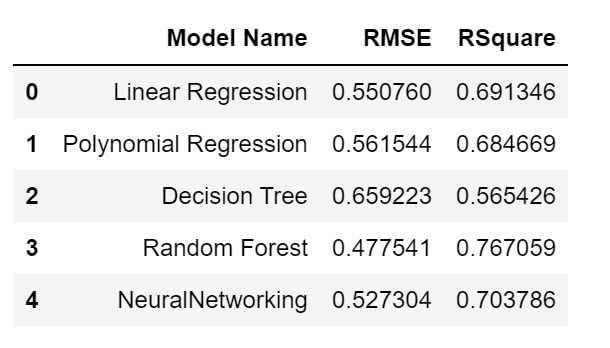 Model Name RMSE RSquare
0 Linear Regression 0.550760 0.691346
1 Polynomial Regression 0.561544 0.684669
2 Decision Tree 0.659223 0.565426
3 Random Forest 0.477541 0.767059
4 NeuralNetworking 0.527304 0.703786